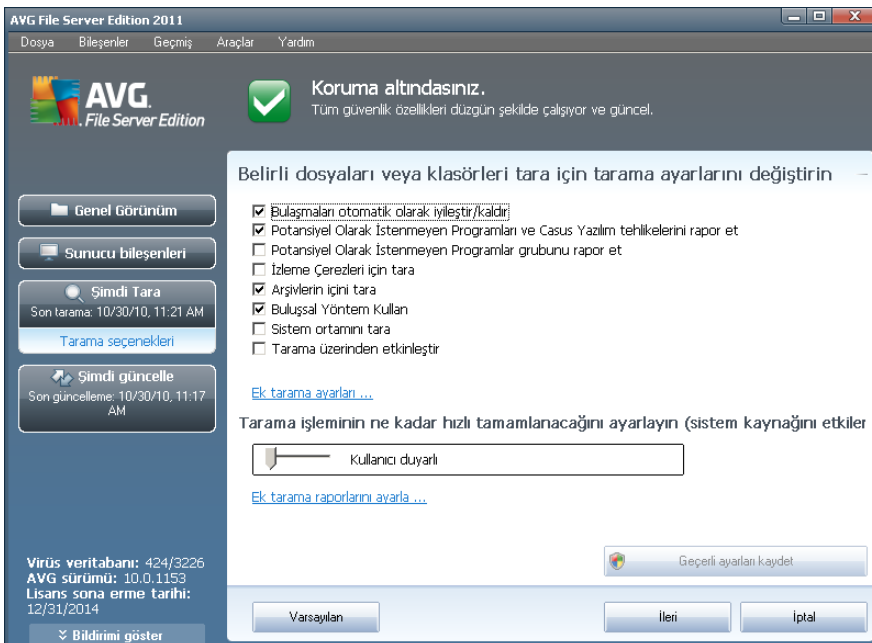 AVG File Server Edition 2011
Dosya Bileşenler Geçmiş Araçlar Yardım
AVG.
File Server Edition
Koruma altındasınız.
Tüm güvenlik özellikleri düzgün şekilde çalışıyor ve güncel.
Genel Görünüm
Sunucu bileşenleri
Şimdi Tara
Son tarama: 10/30/10, 11:21 AM
Tarama seçenekleri
Şimdi güncelle
Son güncelleme: 10/30/10, 11:17
AM
Virüs veritabanı: 424/3226
AVG sürümü: 10.0.1153
Lisans sona erme tarihi:
12/31/2014
Bildirimi göster
Belirli dosyaları veya klasörleri tara için tarama ayarlarını değiştirin
Bulaşmaları otomatik olarak iyileştir/kaldır
Potansiyel Olarak İstenmeyen Programları ve Casus Yazılım tehlikelerini rapor et
Potansiyel Olarak İstenmeyen Programlar grubunu rapor et
İzleme Çerezleri için tara
Arşivlerin içini tara
Buluşsal Yöntem Kullan
Sistem ortamını tara
Tarama üzerinden etkinleştir
Ek tarama ayarları ...
Tarama işleminin ne kadar hızlı tamamlanacağını ayarlayın (sistem kaynağını etkiler
Kullanıcı duyarlı
Ek tarama raporlarını ayarla ...
Geçerli ayarları kaydet
Varsayılan
İleri
İptal